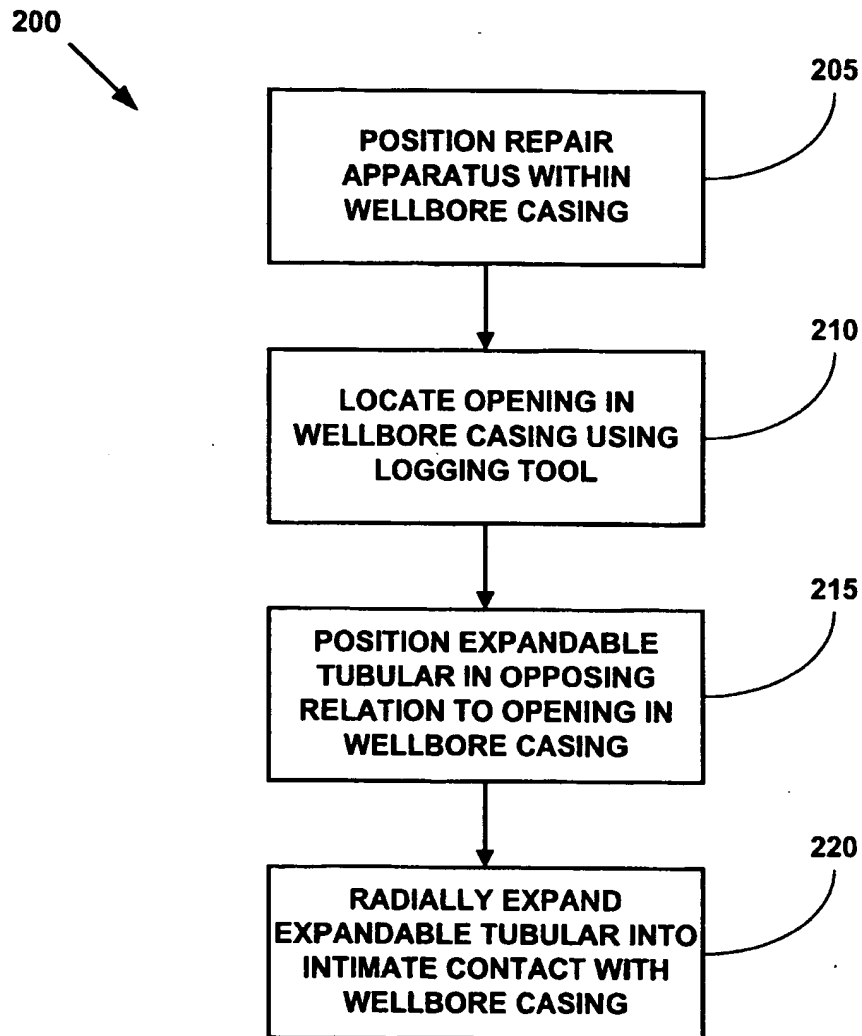 200
205
POSITION REPAIR
APPARATUS WITHIN
WELLBORE CASING
210
LOCATE OPENING IN
WELLBORE CASING USING
LOGGING TOOL
215
POSITION EXPANDABLE
TUBULAR IN OPPOSING
RELATION TO OPENING IN
WELLBORE CASING
220
RADIALLY EXPAND
EXPANDABLE TUBULAR INTO
INTIMATE CONTACT WITH
WELLBORE CASING